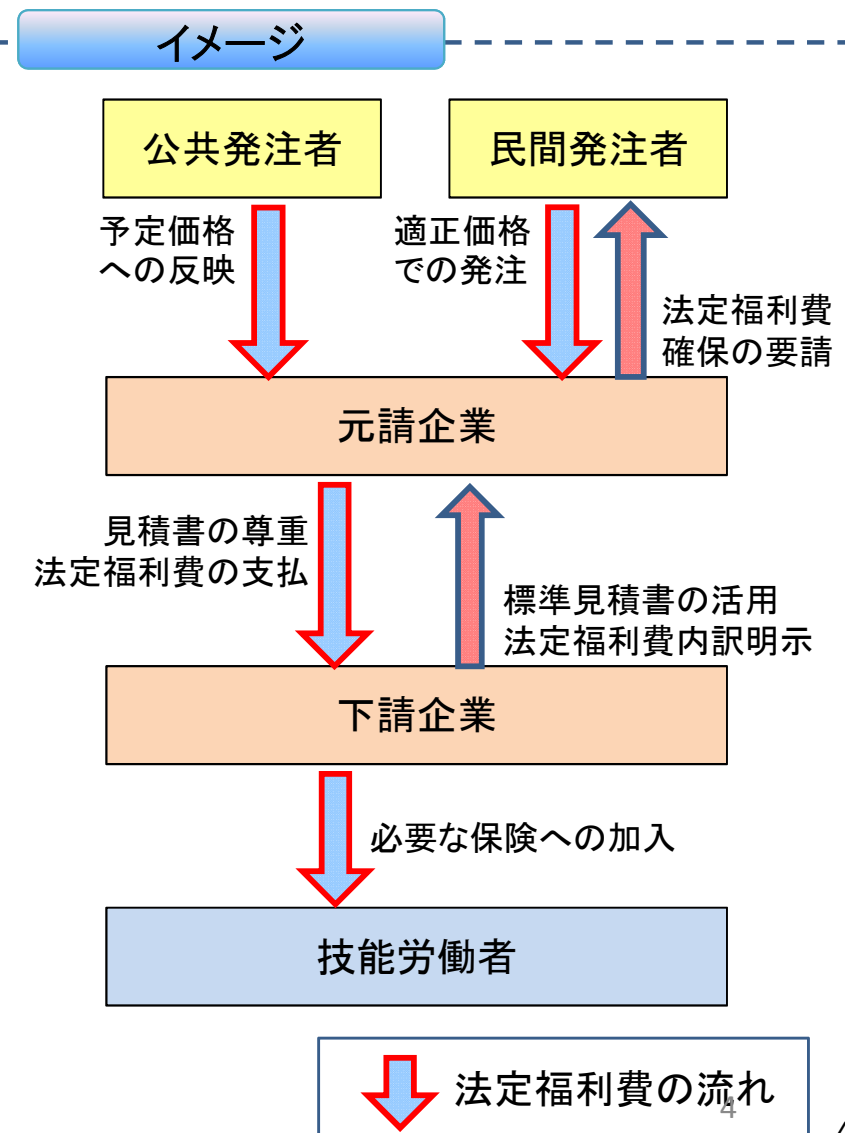 イメージ
公共発注者
民間発注者
予定価格
への反映
適正価格
での発注
法定福利費
確保の要請
元請企業
見積書の尊重
法定福利費の支払
標準見積書の活用
法定福利費内訳明示
下請企業
必要な保険への加入
技能労働者
法定福利費の流れ
4